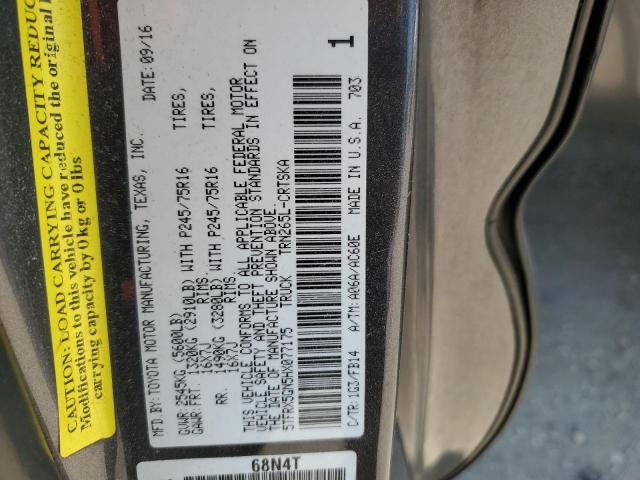 CAUTION: LOAD CARRYING CAPACITY REDUC
Modifications to this vehicle have reduced the original
carrying capacity by 0 kg or 0 lbs
MFD. BY: TOYOTA MOTOR MANUFACTURING, TEXAS, INC. DATE: 09/16
GVWR: 2545KG (5600LB)
GAWR: FRT. 1320KG (2910LB) WITH P245/75R16 TIRES,
16X7J RIMS,
RR. 1490KG (3280LB) WITH P245/75R16 TIRES,
16X7J RIMS
THIS VEHICLE CONFORMS TO ALL APPLICABLE FEDERAL MOTOR
VEHICLE SAFETY AND THEFT PREVENTION STANDARDS IN EFFECT ON
THE DATE OF MANUFACTURE SHOWN ABOVE.
5TFRX5GN5HX077175 TRUCK TRN265L-CRTSKA 1
C/TR: 1G3/FB14 A/TM: A06A/AC60E MADE IN U.S.A. 703
68N4T